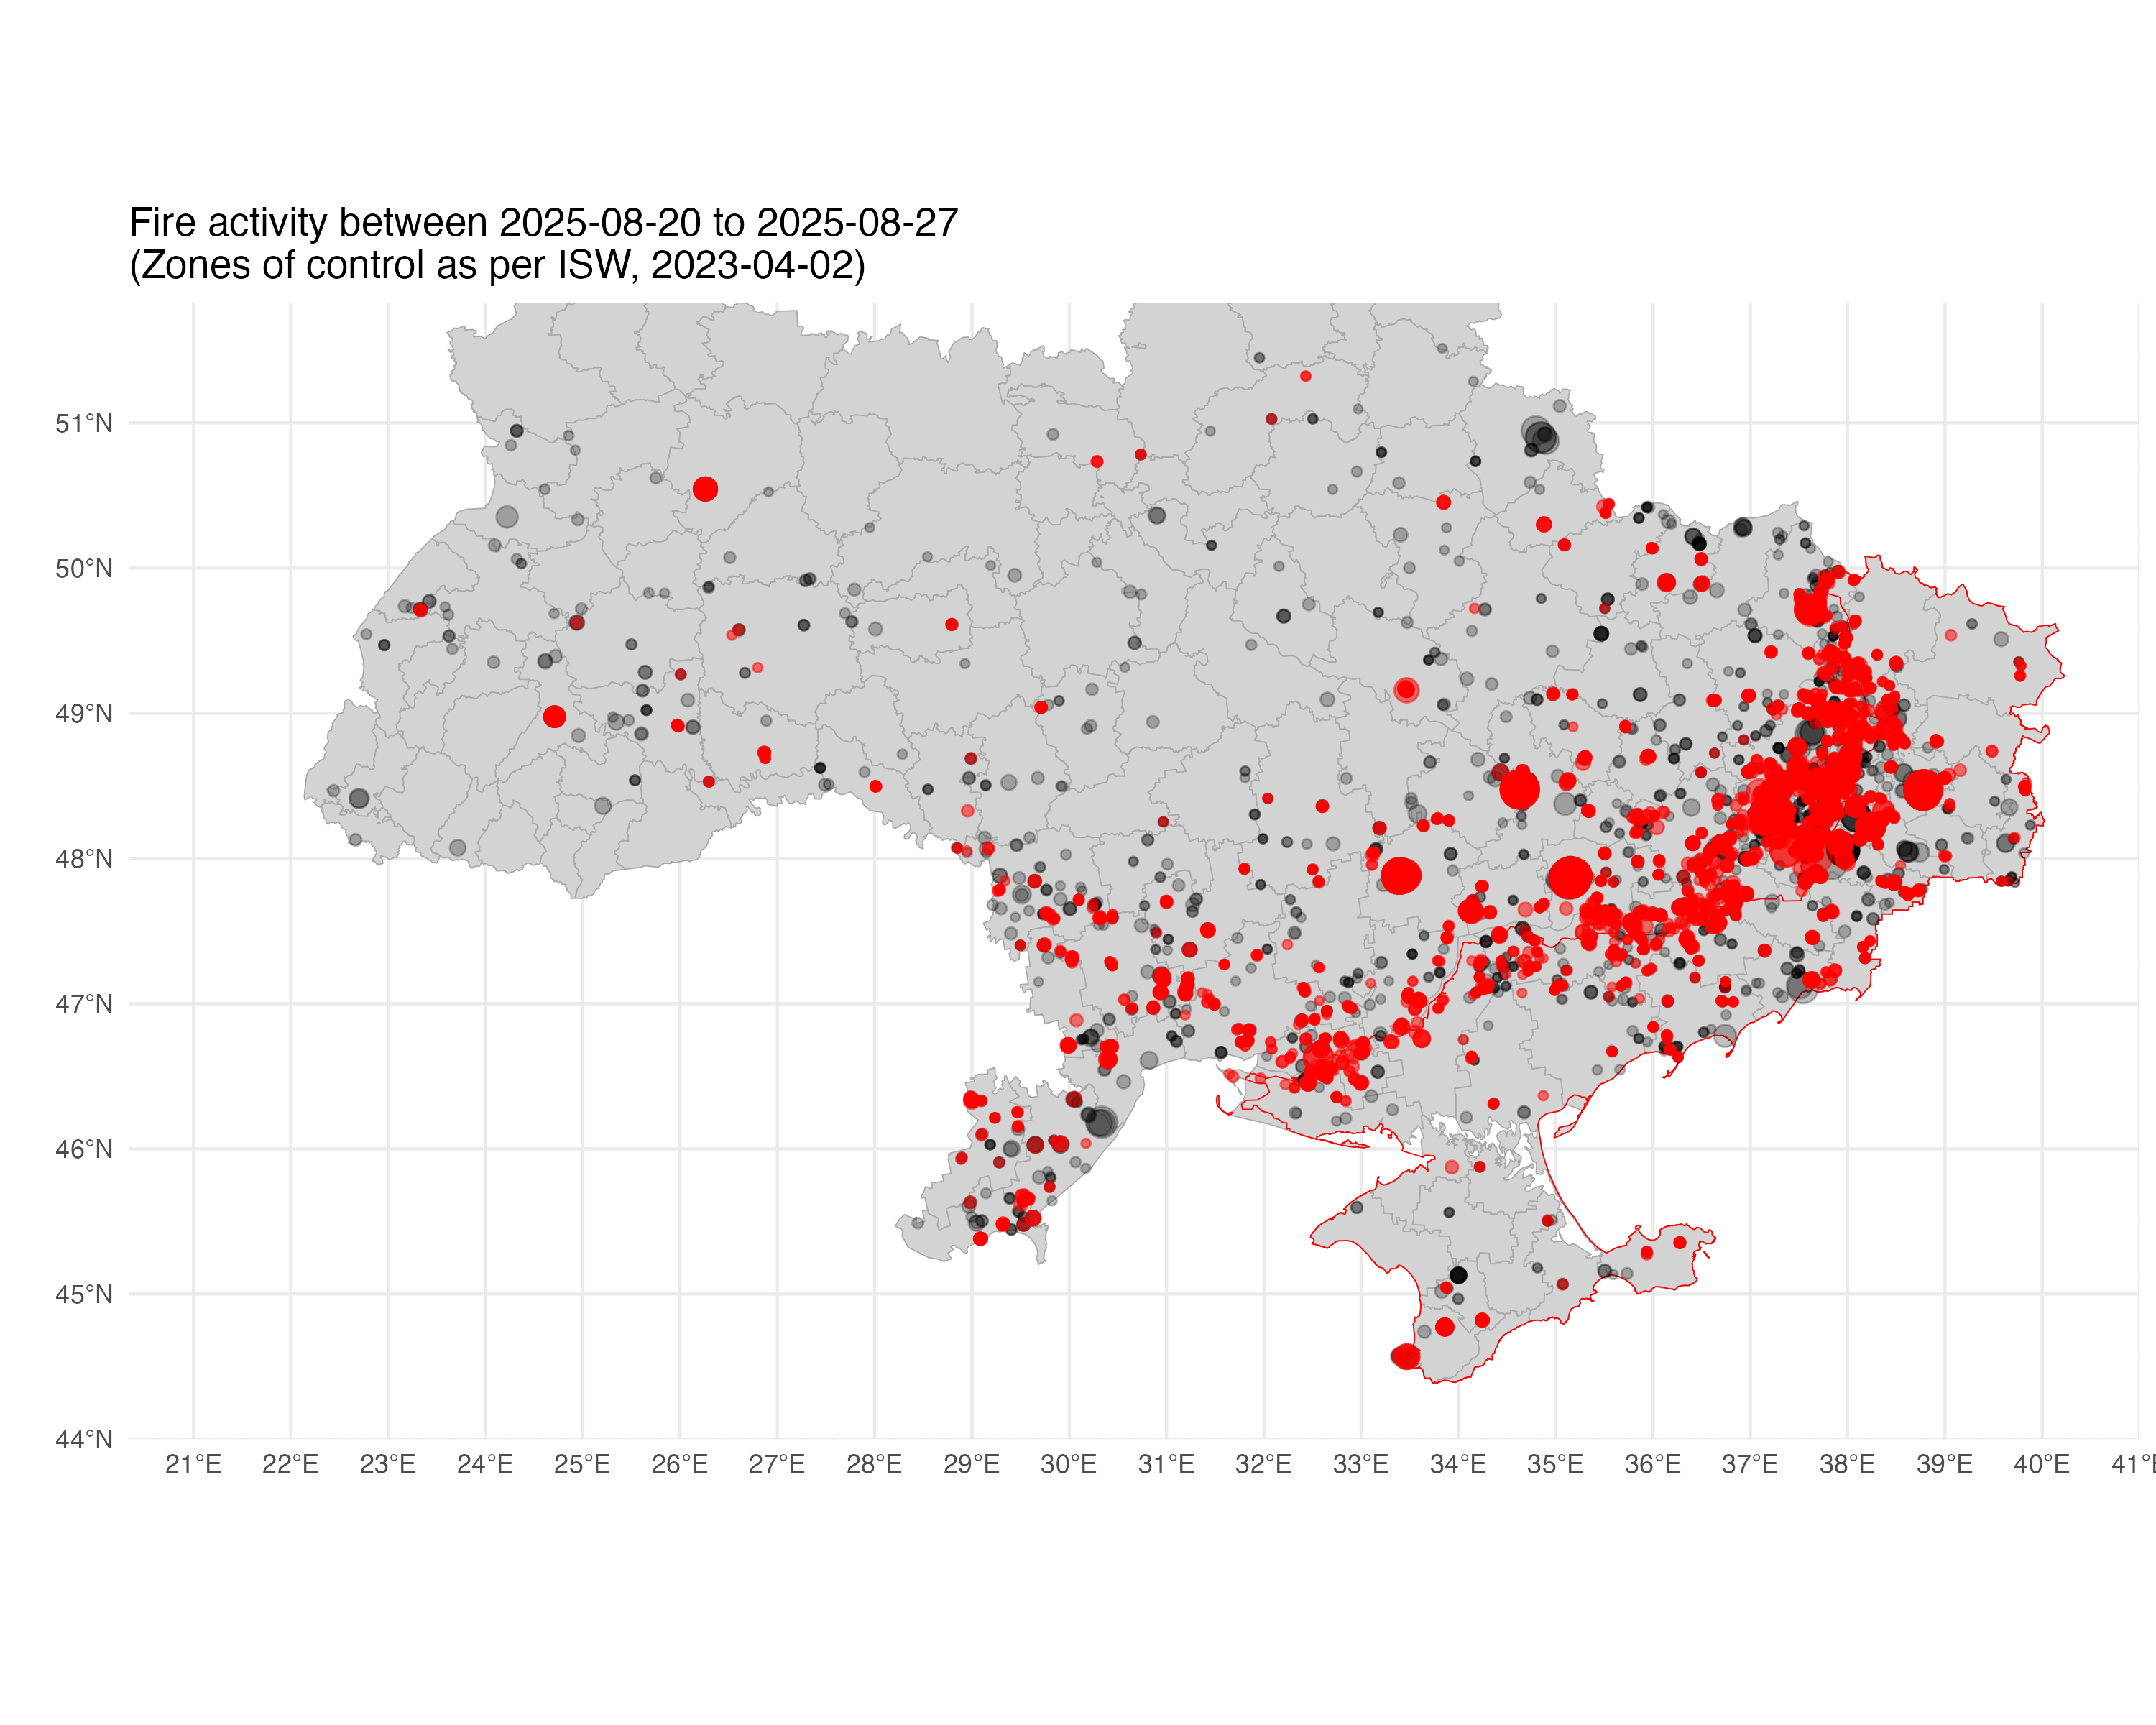 Fire activity between 2025-08-20 to 2025-08-27
(Zones of control as per ISW, 2023-04-02)
51°N
50°N
49°N
48°N
47°N
46°N
45°N
44°N
21°E 22°E 23°E 24°E 25°E 26°E 27°E 28°E 29°E 30°E 31°E 32°E 33°E 34°E 35°E 36°E 37°E 38°E 39°E 40°E 41°E